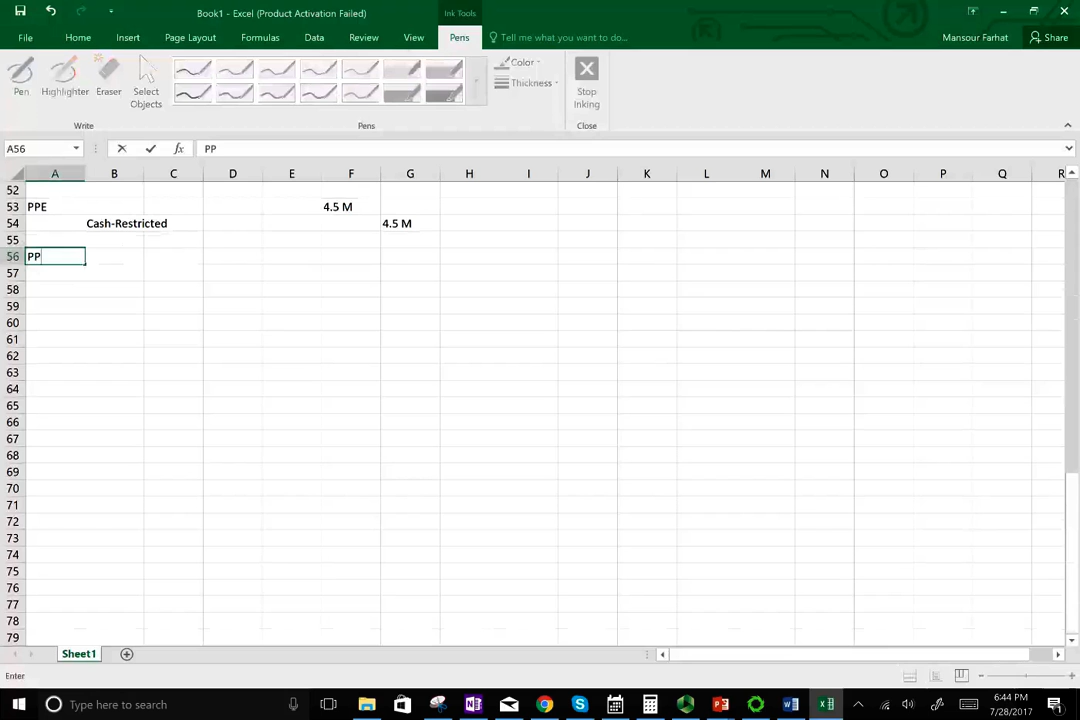 Book1 - Excel (Product Activation Failed)
Ink Tools
File Home Insert Page Layout Formulas Data Review View Pens Tell me what you want to do...
Mansour Farhat Share
Pen Highlighter Eraser Select Objects
Color
Thickness
Stop Inking
Write Pens Close
A56 fx PP
A B C D E F G H I J K L M N O P Q R
52
53 PPE 4.5 M
54 Cash-Restricted 4.5 M
55
56 PP
57
58
59
60
61
62
63
64
65
66
67
68
69
70
71
72
73
74
75
76
77
78
79
Sheet1
Enter
Type here to search
6:44 PM
7/28/2017